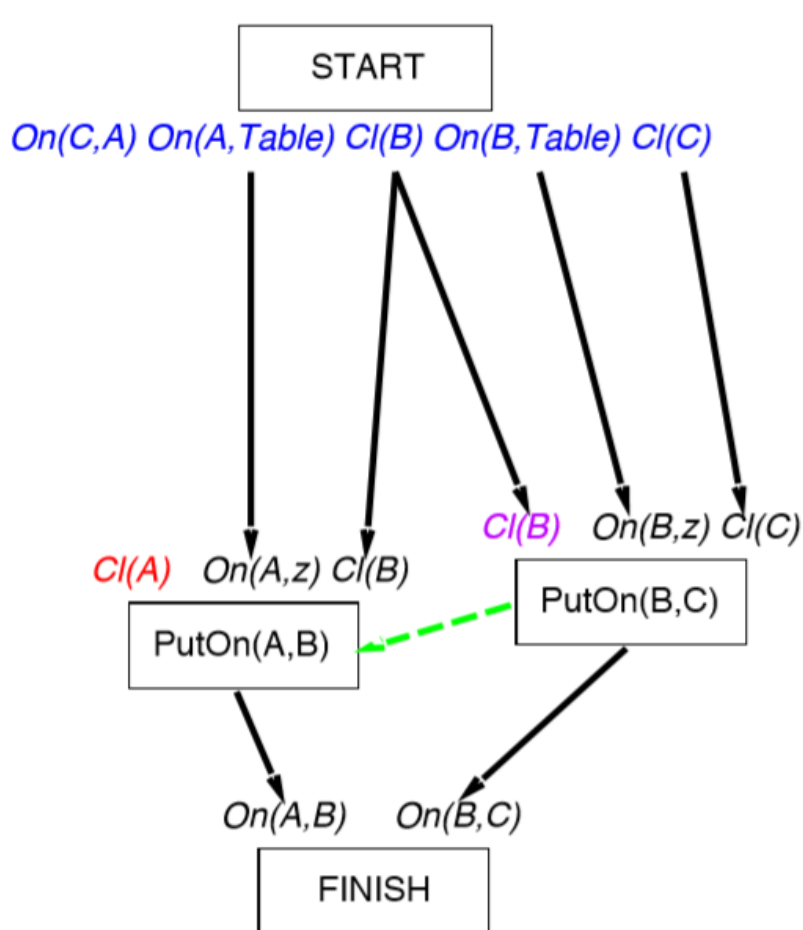 START
On(C,A) On(A,Table) Cl(B) On(B,Table) Cl(C)
Cl(B) On(B,z) Cl(C)
Cl(A) On(A,z) Cl(B)
PutOn(B,C)
PutOn(A,B)
On(A,B) On(B,C)
FINISH